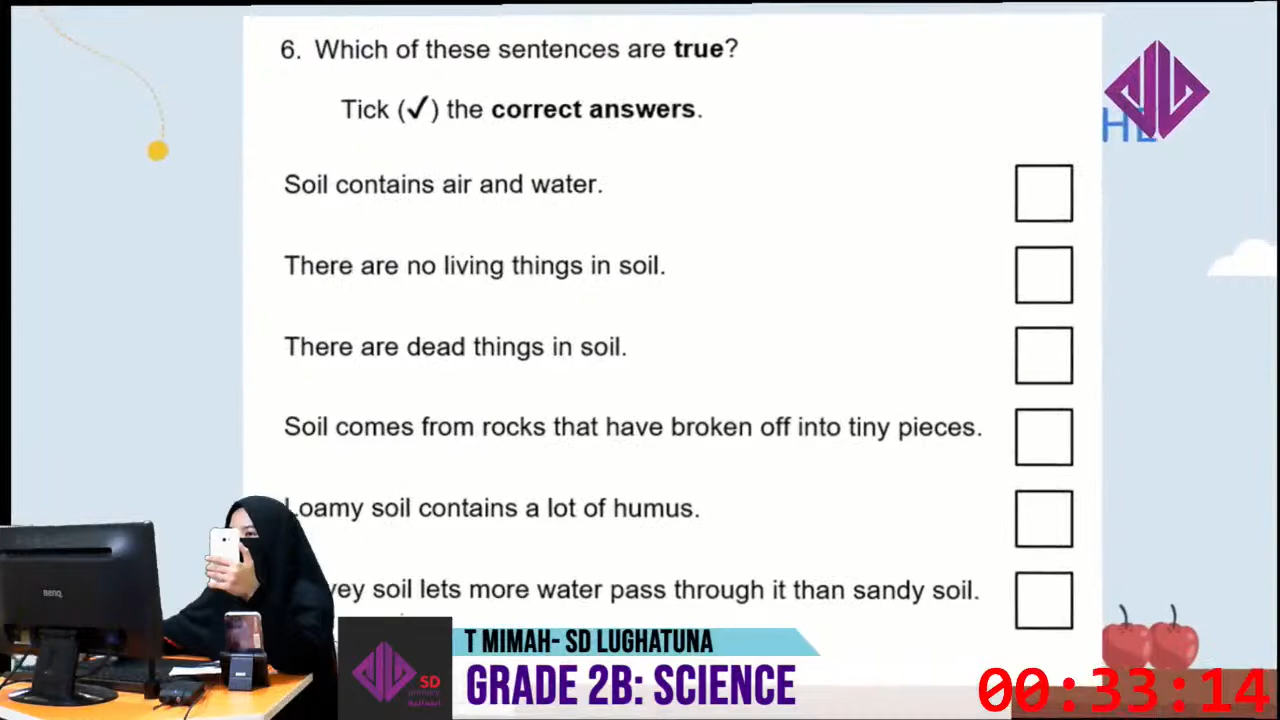 6. Which of these sentences are true?
Tick (✓) the correct answers.
Soil contains air and water.
There are no living things in soil.
There are dead things in soil.
Soil comes from rocks that have broken off into tiny pieces.
Loamy soil contains a lot of humus.
soil lets more water pass through it than sandy soil.
BENQ
SD
T MIMAH- SD LUGHATUNA
GRADE 2B: SCIENCE
00:33:14